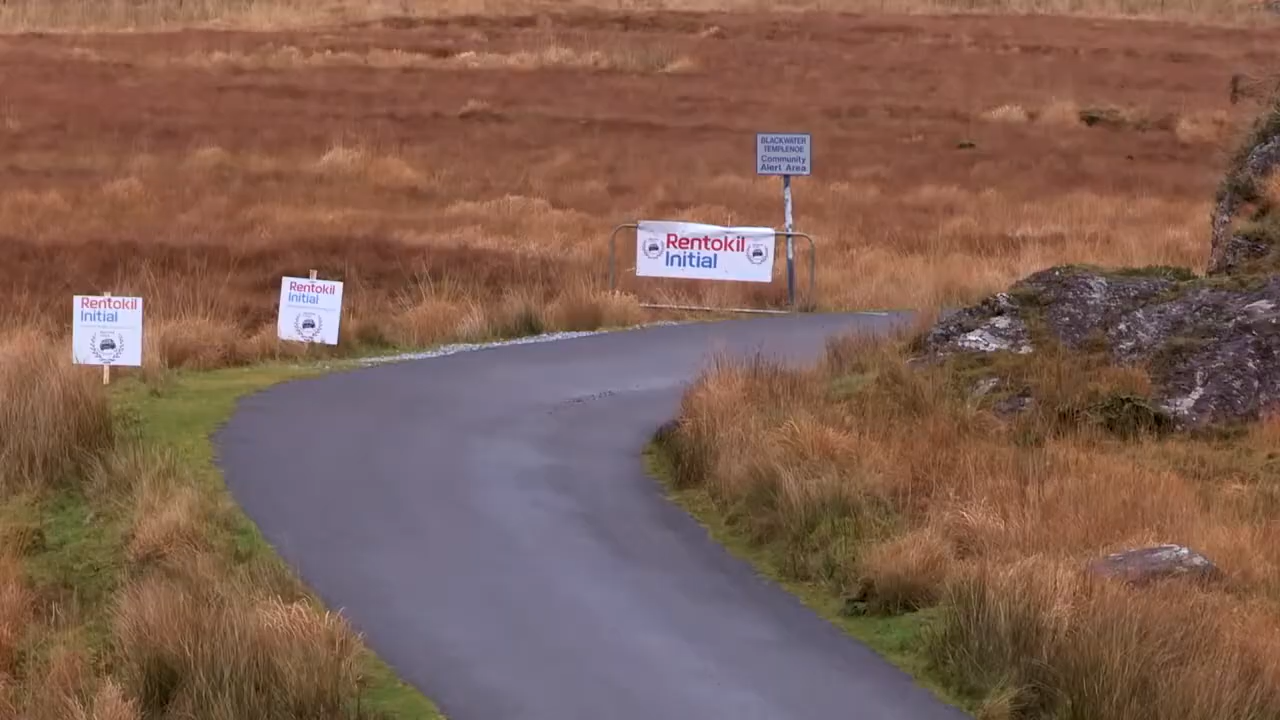 BLACKWATER
TEMPLENOE
Community
Alert Area
Rentokil
Initial
Rentokil
Initial
Rentokil
Initial